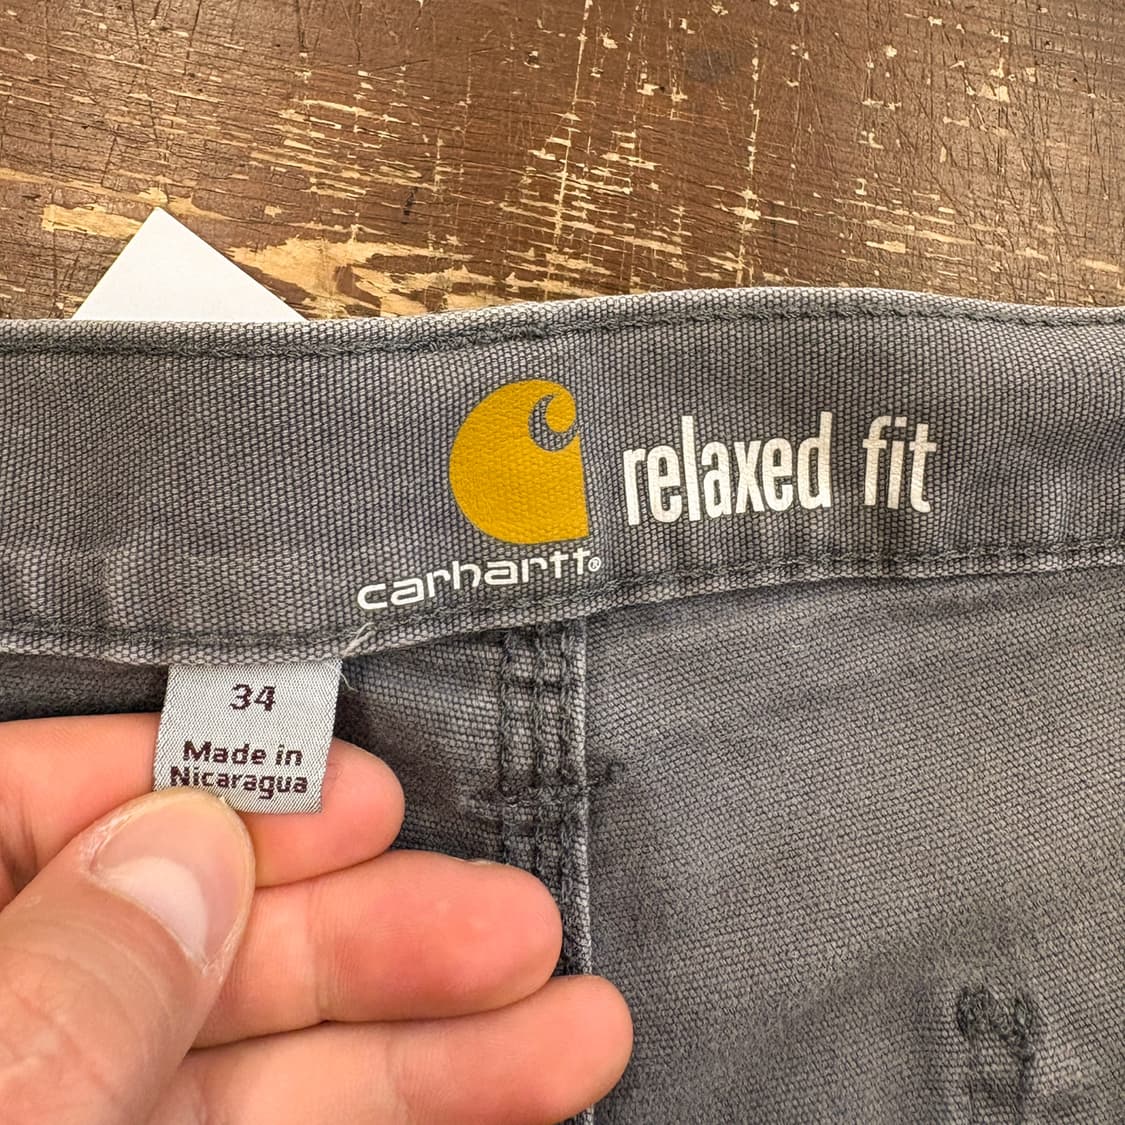 relaxed fit
carhartt®
34
Made in
Nicaragua